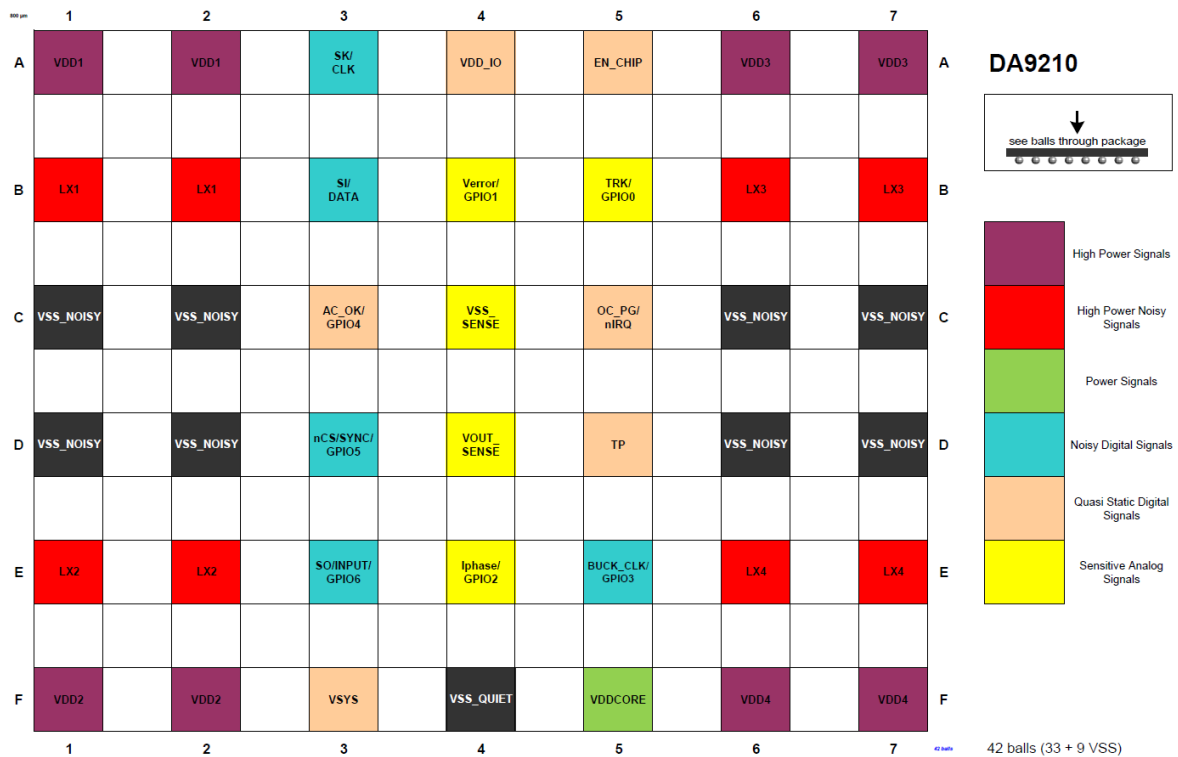 800 µm 1 2 3 4 5 6 7
A VDD1 VDD1 SK/ VDD_IO EN_CHIP VDD3 VDD3 A
CLK
DA9210
see balls through package
B LX1 LX1 SI/ Verror/ TRK/ LX3 LX3 B
DATA GPIO1 GPIO0
High Power Signals
C VSS_NOISY VSS_NOISY AC_OK/ VSS_ OC_PG/ VSS_NOISY VSS_NOISY C
GPIO4 SENSE nIRQ
High Power Noisy
Signals
Power Signals
D VSS_NOISY VSS_NOISY nCS/SYNC/ VOUT_ TP VSS_NOISY VSS_NOISY D
GPIO5 SENSE
Noisy Digital Signals
Quasi Static Digital
Signals
E LX2 LX2 SO/INPUT/ Iphase/ BUCK_CLK/ LX4 LX4 E
GPIO6 GPIO2 GPIO3
Sensitive Analog
Signals
F VDD2 VDD2 VSYS VSS_QUIET VDDCORE VDD4 VDD4 F
1 2 3 4 5 6 7 42 balls
42 balls (33 + 9 VSS)